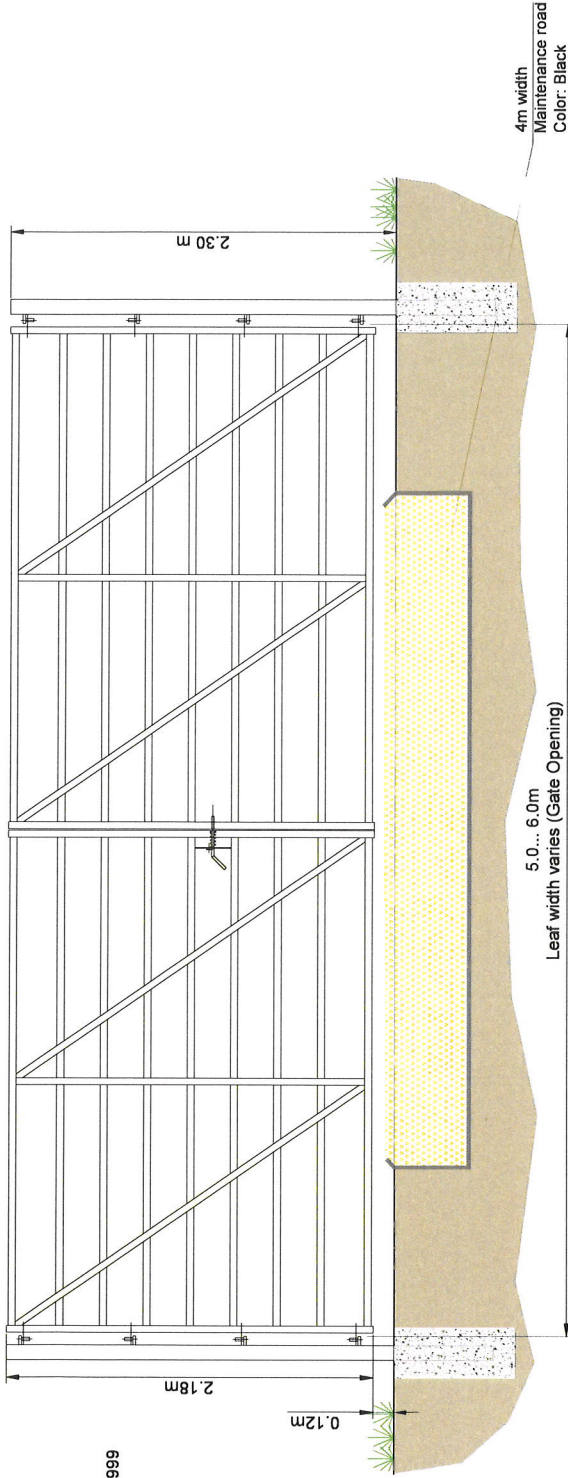 2.30 m
4m width
Maintenance road
Color: Black
2.18m
0.12m
5.0... 6.0m
Leaf width varies (Gate Opening)
999